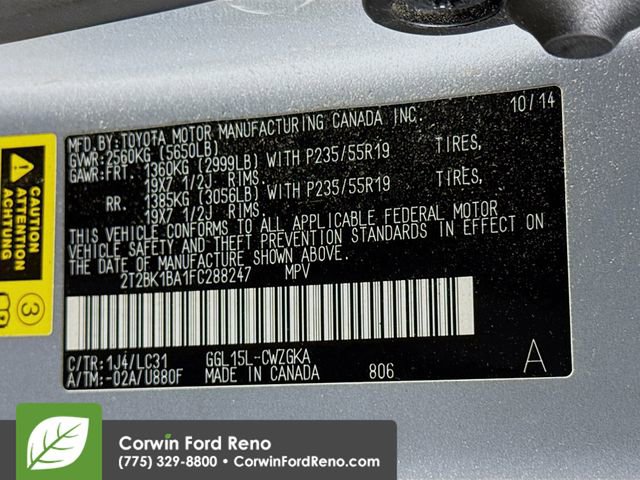 10/14
MFD. BY: TOYOTA MOTOR MANUFACTURING CANADA INC.
GVWR: 2560KG (5650LB)
GAWR: FRT. 1360KG (2999LB) WITH P235/55R19 TIRES,
19X7 1/2J RIMS.
RR. 1385KG (3056LB) WITH P235/55R19 TIRES,
19X7 1/2J RIMS.
THIS VEHICLE CONFORMS TO ALL APPLICABLE FEDERAL MOTOR
VEHICLE SAFETY AND THEFT PREVENTION STANDARDS IN EFFECT ON
THE DATE OF MANUFACTURE SHOWN ABOVE.
2T2BK1BA1FC288247 MPV
C/TR: 1J4/LC31 GGL15L-CWZGKA
A/TM: -02A/U880F MADE IN CANADA 806 A
CAUTION
ATTENTION
ACHTUNG
3
Corwin Ford Reno
(775) 329-8800 • CorwinFordReno.com